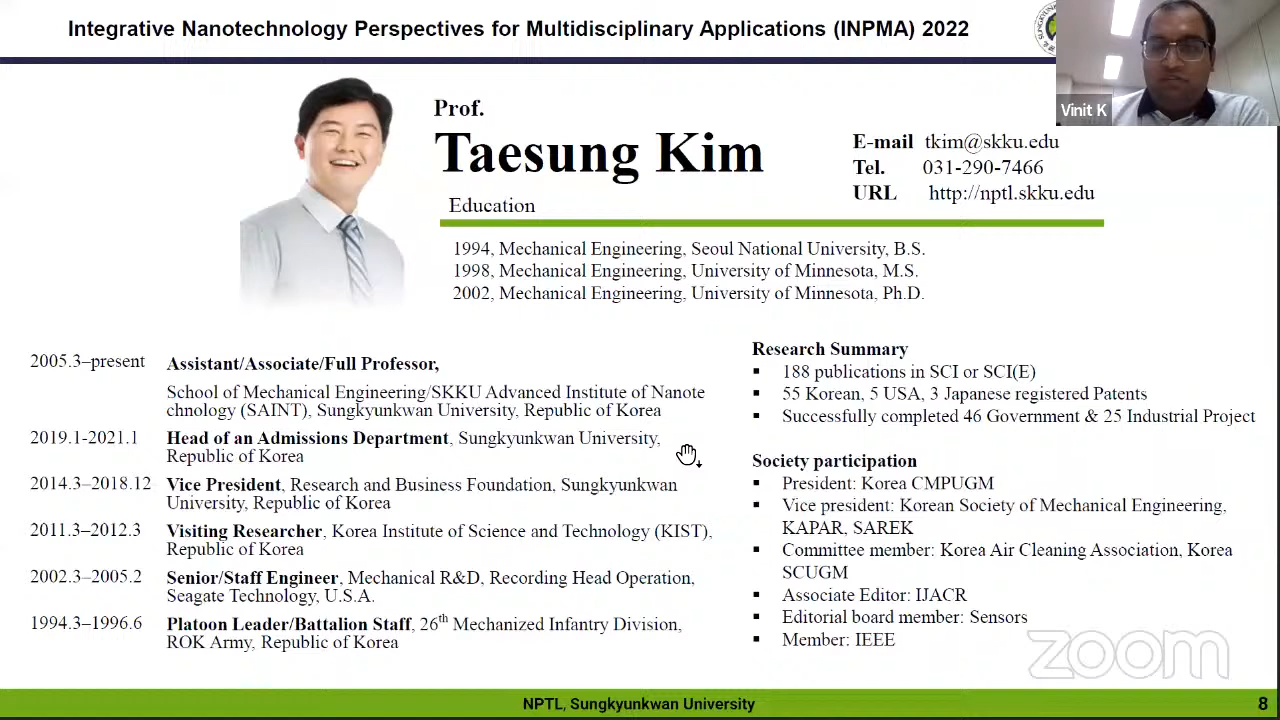 Integrative Nanotechnology Perspectives for Multidisciplinary Applications (INPMA) 2022
Vinit K
Prof.
Taesung Kim
E-mail tkim@skku.edu
Tel. 031-290-7466
URL http://nptl.skku.edu
Education
1994, Mechanical Engineering, Seoul National University, B.S.
1998, Mechanical Engineering, University of Minnesota, M.S.
2002, Mechanical Engineering, University of Minnesota, Ph.D.
2005.3–present Assistant/Associate/Full Professor,
School of Mechanical Engineering/SKKU Advanced Institute of Nanote
chnology (SAINT), Sungkyunkwan University, Republic of Korea
2019.1-2021.1 Head of an Admissions Department, Sungkyunkwan University,
Republic of Korea
2014.3–2018.12 Vice President, Research and Business Foundation, Sungkyunkwan
University, Republic of Korea
2011.3–2012.3 Visiting Researcher, Korea Institute of Science and Technology (KIST),
Republic of Korea
2002.3–2005.2 Senior/Staff Engineer, Mechanical R&D, Recording Head Operation,
Seagate Technology, U.S.A.
1994.3–1996.6 Platoon Leader/Battalion Staff, 26th Mechanized Infantry Division,
ROK Army, Republic of Korea
Research Summary
▪ 188 publications in SCI or SCI(E)
▪ 55 Korean, 5 USA, 3 Japanese registered Patents
▪ Successfully completed 46 Government & 25 Industrial Project
Society participation
▪ President: Korea CMPUGM
▪ Vice president: Korean Society of Mechanical Engineering,
KAPAR, SAREK
▪ Committee member: Korea Air Cleaning Association, Korea
SCUGM
▪ Associate Editor: IJACR
▪ Editorial board member: Sensors
▪ Member: IEEE
zoom
NPTL, Sungkyunkwan University
8